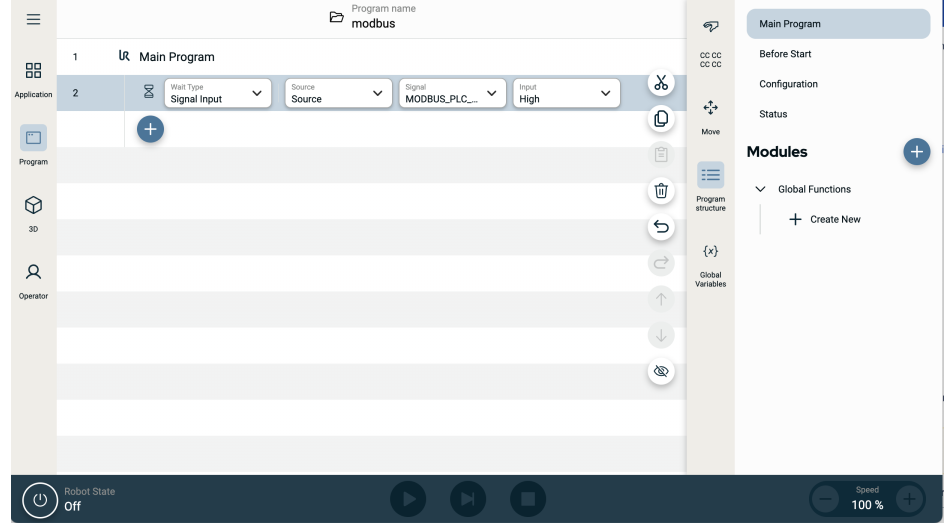 Program name
modbus
Application
Program
3D
Operator
1 Main Program
2
Wait Type
Signal Input
Source
Source
Signal
MODBUS_PLC_...
Input
High
CC CC
CC CC
Move
Program
structure
{x}
Global
Variables
Main Program
Before Start
Configuration
Status
Modules
Global Functions
Create New
Robot State
Off
Speed
100 %